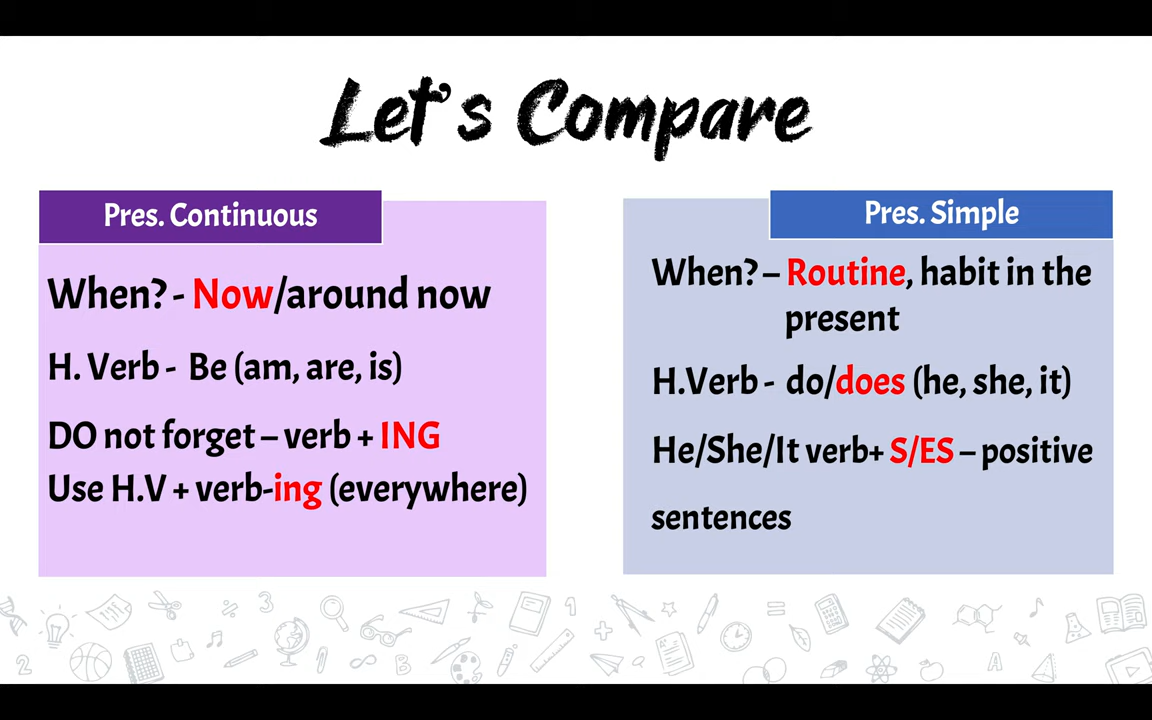 Let's Compare
Pres. Continuous
When? - Now/around now
H. Verb - Be (am, are, is)
DO not forget – verb + ING
Use H.V + verb-ing (everywhere)
Pres. Simple
When? – Routine, habit in the
present
H.Verb - do/does (he, she, it)
He/She/It verb+ S/ES – positive
sentences